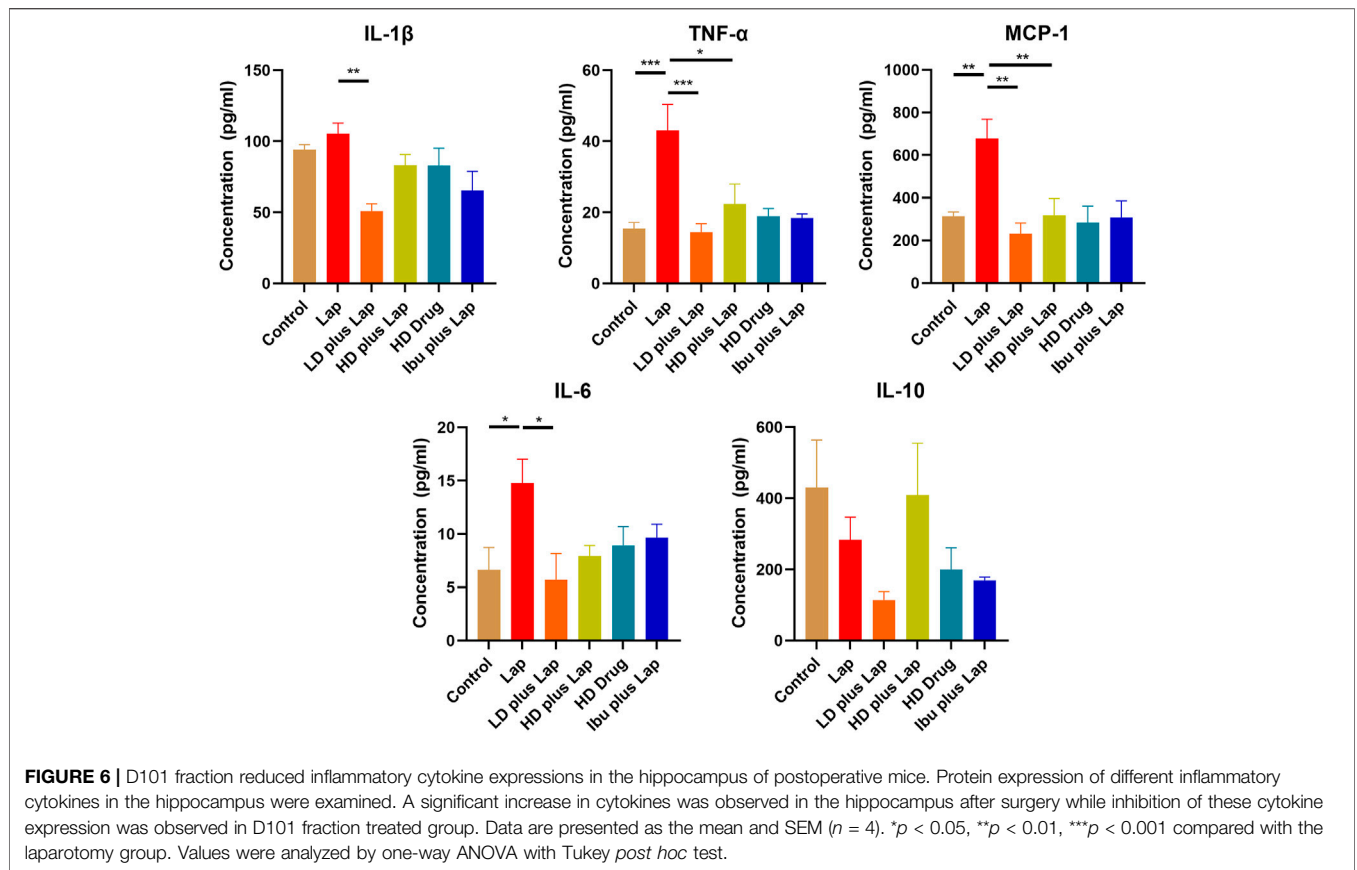 IL-1β
TNF-α
MCP-1
Concentration (pg/ml)
150
100
50
0
**
Control
Lap
LD plus Lap
HD plus Lap
HD Drug
Ibu plus Lap
Concentration (pg/ml)
60
40
20
0
***
*
***
Control
Lap
LD plus Lap
HD plus Lap
HD Drug
Ibu plus Lap
Concentration (pg/ml)
1000
800
600
400
200
0
**
**
**
Control
Lap
LD plus Lap
HD plus Lap
HD Drug
Ibu plus Lap
IL-6
IL-10
Concentration (pg/ml)
20
15
10
5
0
*
*
Control
Lap
LD plus Lap
HD plus Lap
HD Drug
Ibu plus Lap
Concentration (pg/ml)
600
400
200
0
Control
Lap
LD plus Lap
HD plus Lap
HD Drug
Ibu plus Lap
FIGURE 6 | D101 fraction reduced inflammatory cytokine expressions in the hippocampus of postoperative mice. Protein expression of different inflammatory
cytokines in the hippocampus were examined. A significant increase in cytokines was observed in the hippocampus after surgery while inhibition of these cytokine
expression was observed in D101 fraction treated group. Data are presented as the mean and SEM (n = 4). *p < 0.05, **p < 0.01, ***p < 0.001 compared with the
laparotomy group. Values were analyzed by one-way ANOVA with Tukey post hoc test.